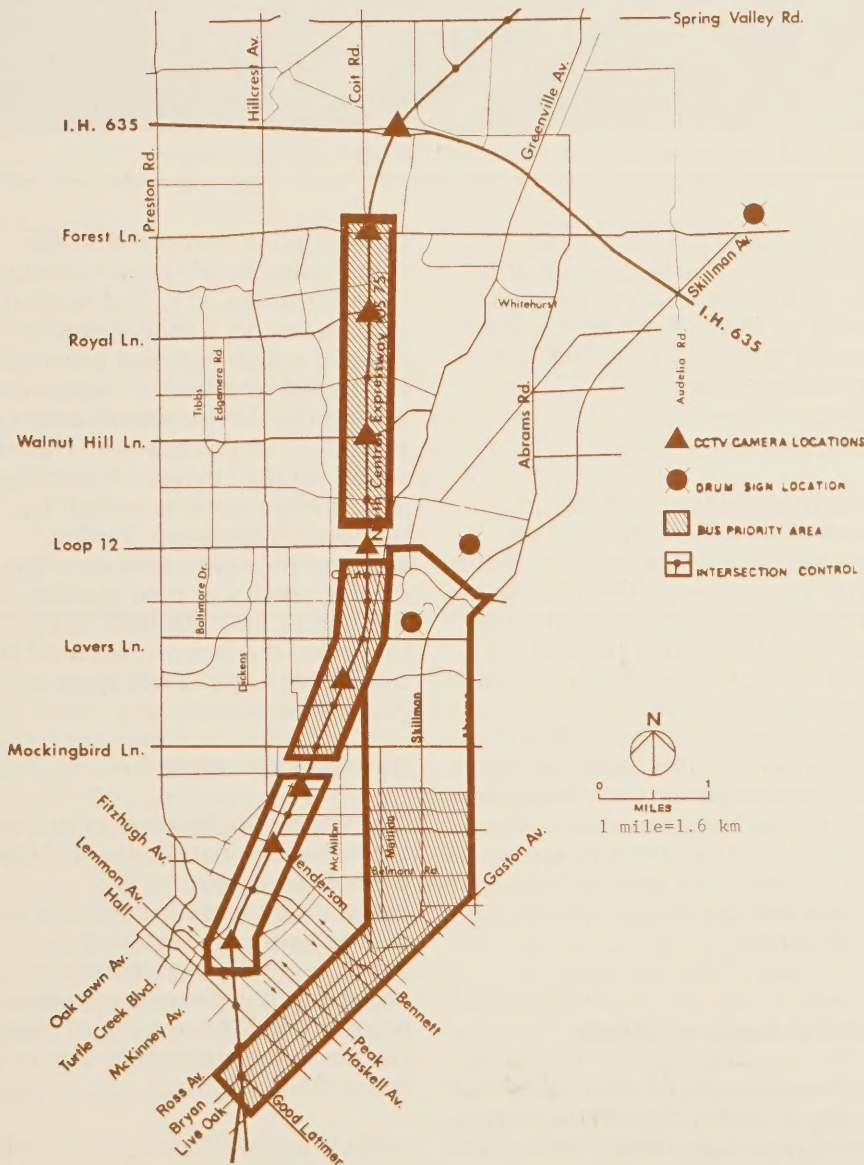 Spring Valley Rd.
Hillcrest Av.
Coit Rd.
Greenville Av.
I.H. 635
Preston Rd.
Forest Ln.
Skillman Av.
Whitehurst
I.H. 635
Royal Ln.
North Central Expressway (US 75)
Audelia Rd.
Tibbs
Edgemere Rd.
Abrams Rd.
Walnut Hill Ln.
CCTV CAMERA LOCATIONS
DRUM SIGN LOCATION
BUS PRIORITY AREA
Loop 12
INTERSECTION CONTROL
Baltimore Dr.
Lovers Ln.
Dickens
Skillman
Abrams
N
Mockingbird Ln.
0 1
MILES
1 mile=1.6 km
Fitzhugh Av.
McMillan
Matilda
Belmont Rd.
Gaston Av.
Lemmon Av.
Henderson
Hall
Oak Lawn Av.
Turtle Creek Blvd.
McKinney Av.
Bennett
Peak
Haskell Av.
Ross Av.
Bryan
Live Oak
Good Latimer